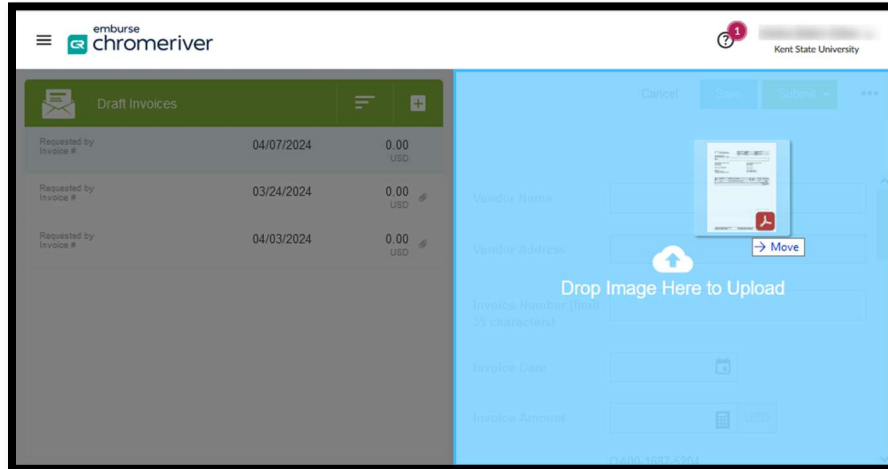 emburse
chromeriver
1
Kent State University
Draft Invoices
Requested by
Invoice #
04/07/2024
0.00
USD
Requested by
Invoice #
03/24/2024
0.00
USD
Requested by
Invoice #
04/03/2024
0.00
USD
Cancel
Save
Submit
Vendor Name
Vendor Address
Move
Drop Image Here to Upload
Invoice Number (limit
35 characters)
Invoice Date
Invoice Amount
USD